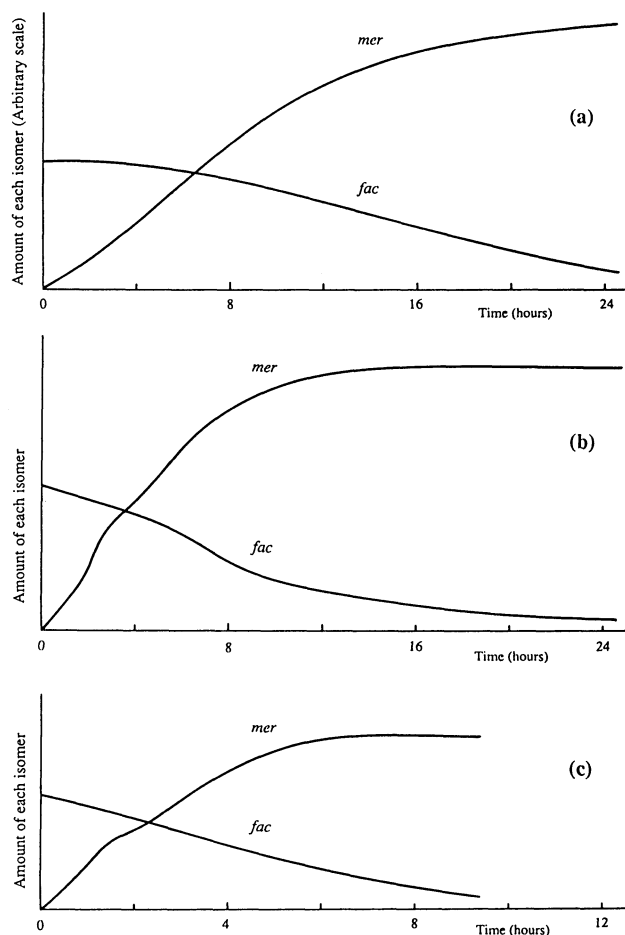 Amount of each isomer (Arbitrary scale)
mer
(a)
fac
0
8
16
24
Time (hours)
Amount of each isomer
mer
(b)
fac
0
8
16
24
Time (hours)
Amount of each isomer
mer
(c)
fac
0
4
8
12
Time (hours)